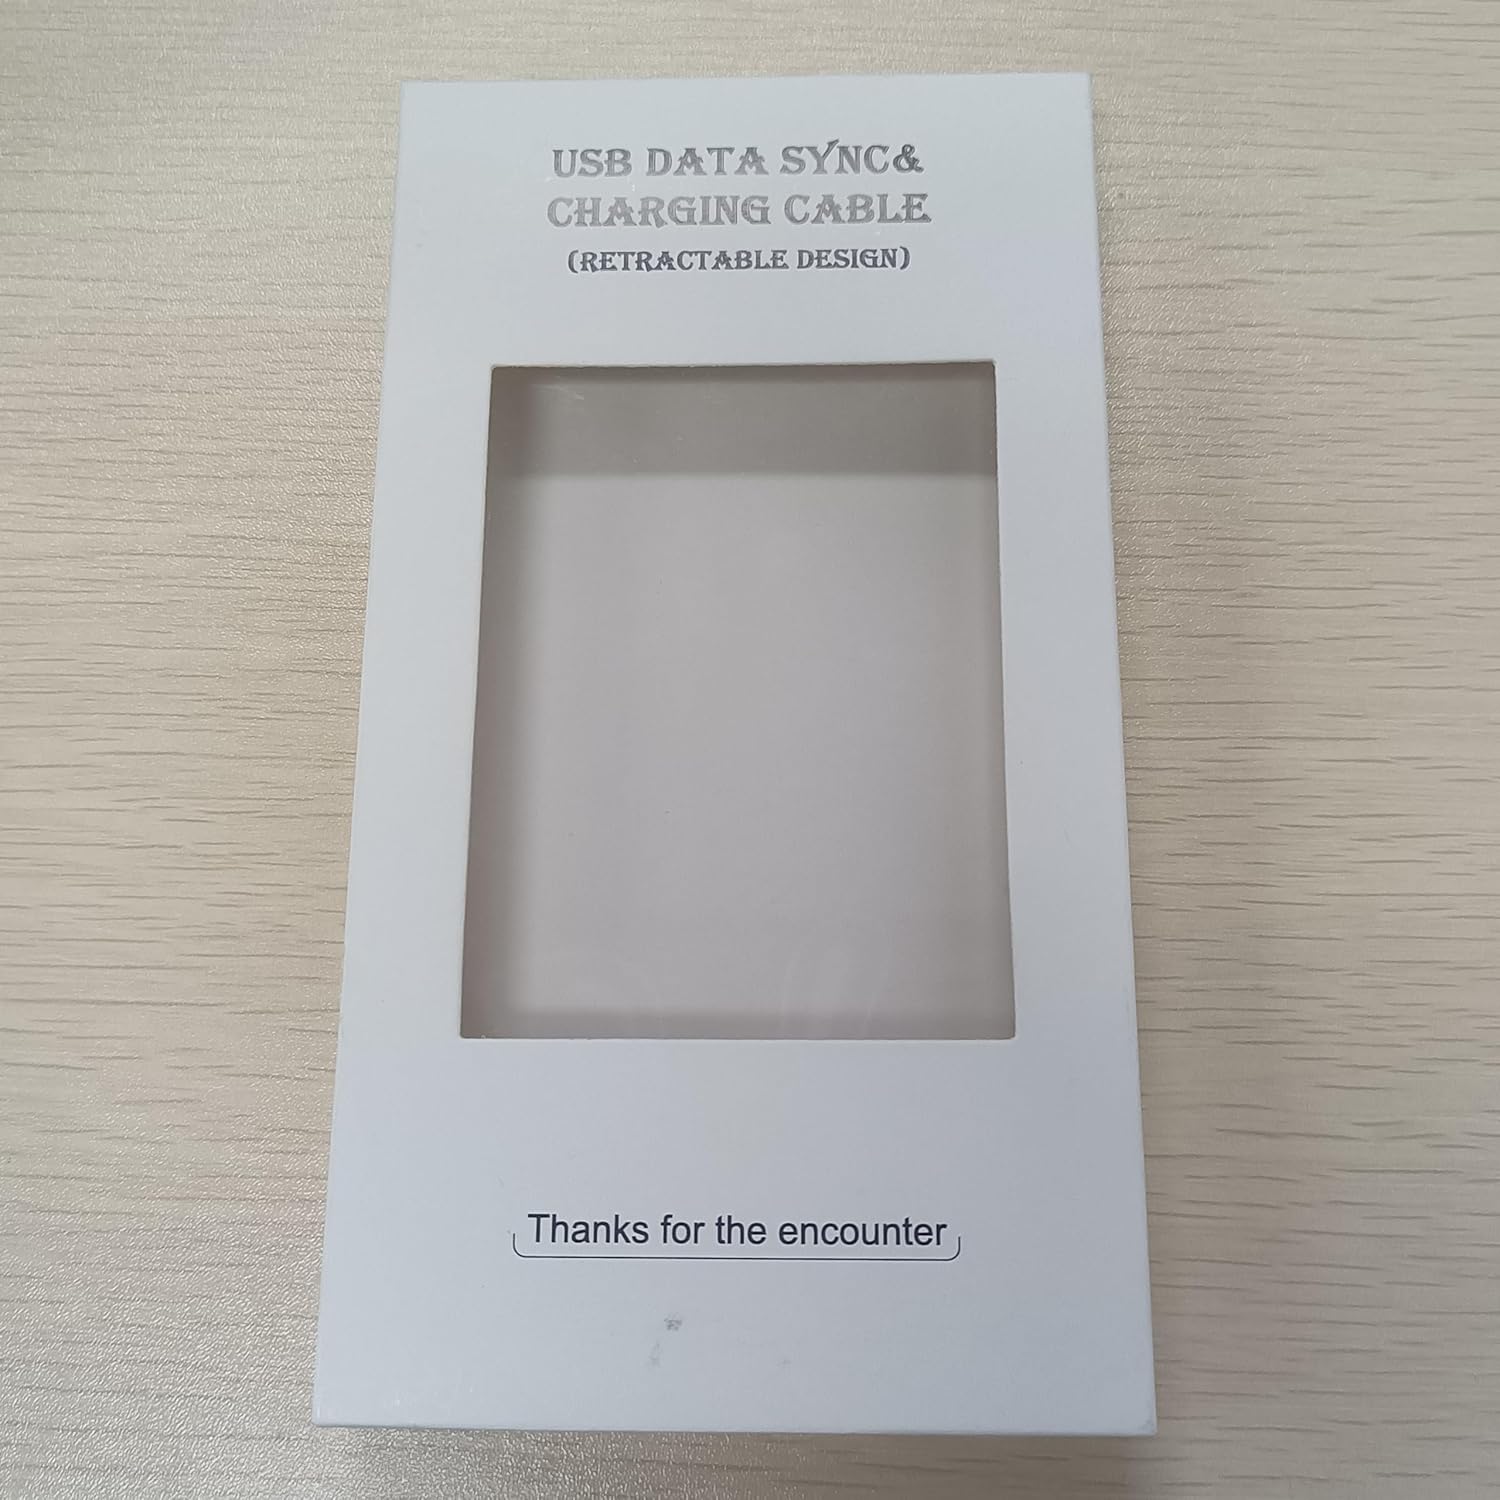 USB DATA SYNC&
CHARGING CABLE
(RETRACTABLE DESIGN)
Thanks for the encounter